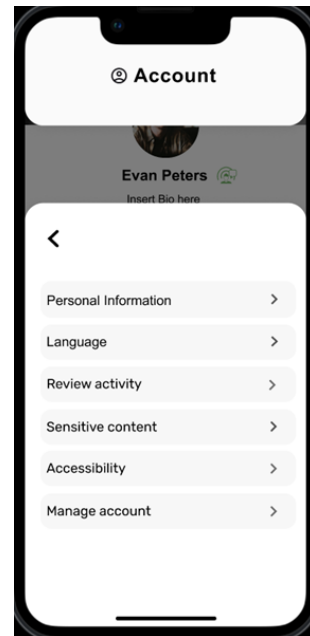 Account
Evan Peters
Insert Bio here
Personal Information
Language
Review activity
Sensitive content
Accessibility
Manage account